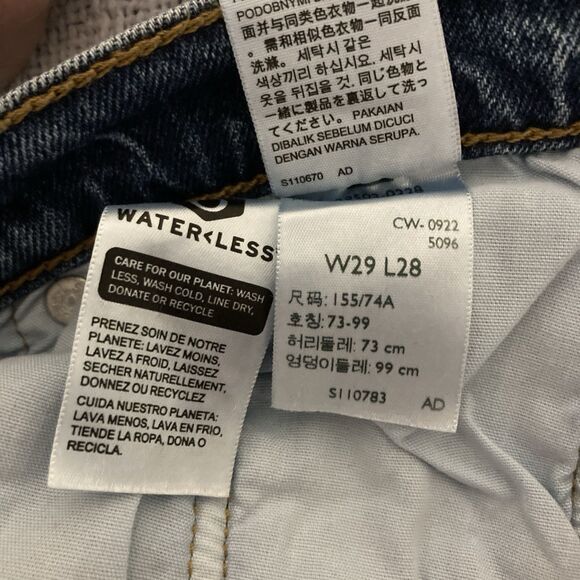 PODOBNYMI
面并与同类色衣物一起洗
。需和相似色衣物一同反面
洗滌。세탁시 같은
색상끼리 하십시오. 세탁시
옷을 뒤집을 것. 同じ色物と
一緒に製品を裏返して洗っ
てください。 PAKAIAN
DIBALIK SEBELUM DICUCI
DENGAN WARNA SERUPA.
S110670 AD
WATER<LESS
CARE FOR OUR PLANET: WASH
LESS, WASH COLD, LINE DRY,
DONATE OR RECYCLE
PRENEZ SOIN DE NOTRE
PLANETE: LAVEZ MOINS,
LAVEZ A FROID, LAISSEZ
SECHER NATURELLEMENT,
DONNEZ OU RECYCLEZ
CUIDA NUESTRO PLANETA:
LAVA MENOS, LAVA EN FRIO,
TIENDE LA ROPA, DONA O
RECICLA.
CW- 0922
5096
W29 L28
尺码: 155/74A
호칭: 73-99
허리둘레: 73 cm
엉덩이둘레: 99 cm
S110783 AD